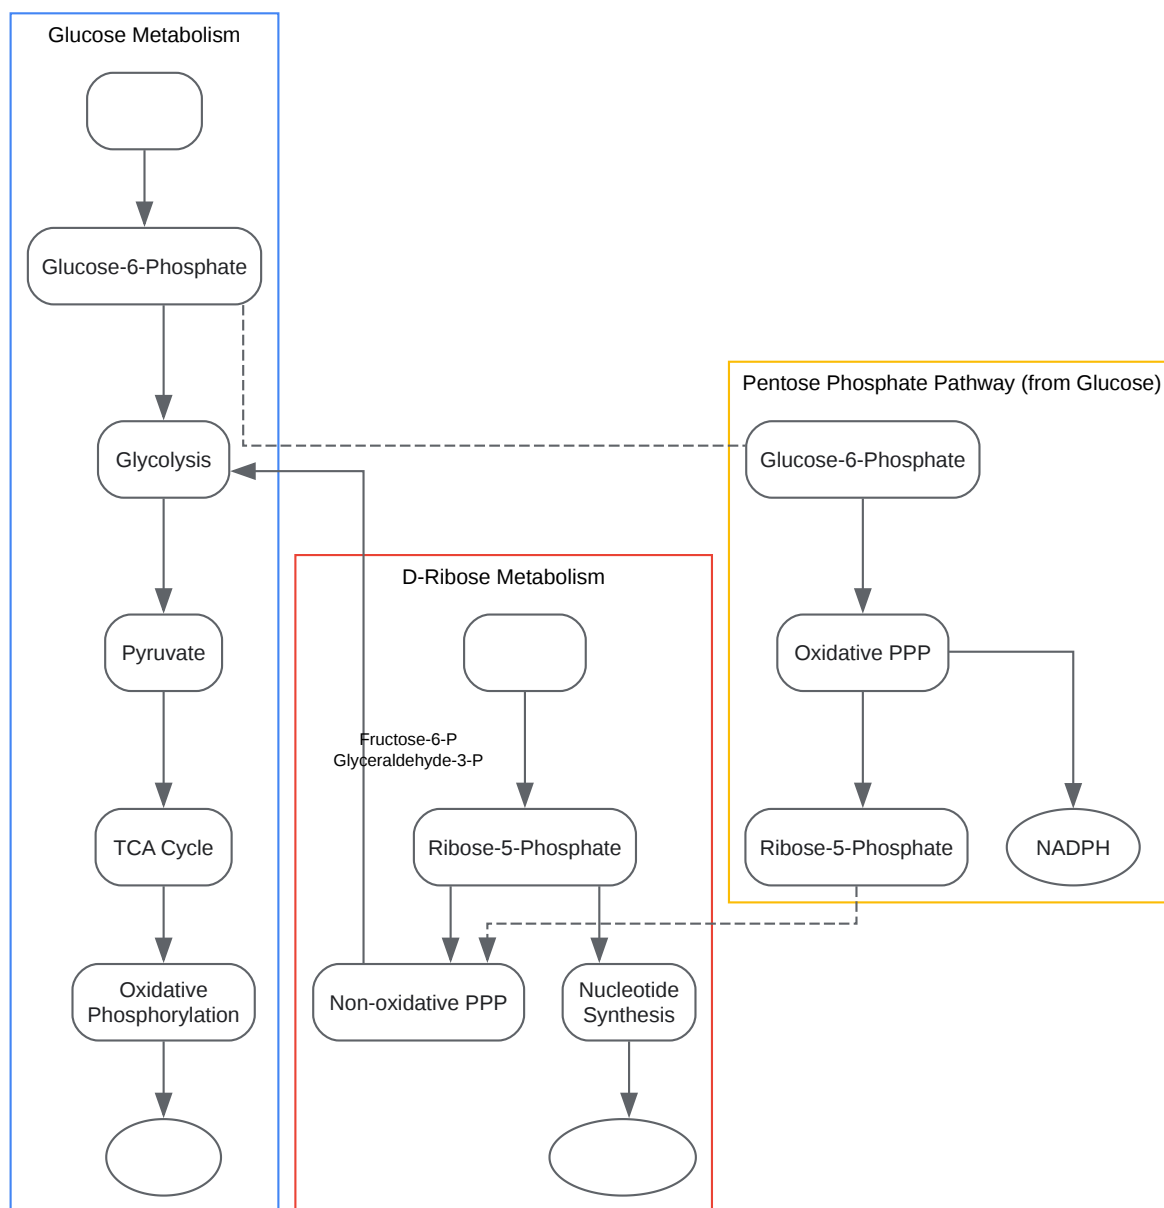 Glucose Metabolism
Glucose-6-Phosphate
Glycolysis
Pyruvate
TCA Cycle
Oxidative
Phosphorylation
D-Ribose Metabolism
Fructose-6-P
Glyceraldehyde-3-P
Ribose-5-Phosphate
Non-oxidative PPP
Nucleotide
Synthesis
Pentose Phosphate Pathway (from Glucose)
Glucose-6-Phosphate
Oxidative PPP
Ribose-5-Phosphate
NADPH